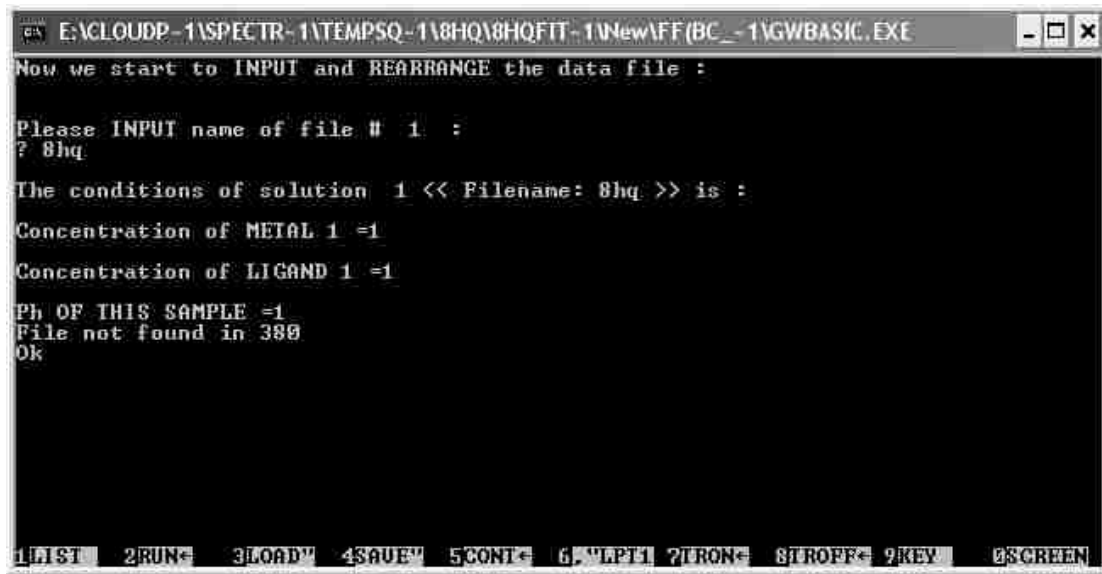 E:\CLOUDP~1\SPECTR~1\TEMPSQ~1\8HQ\8HQFIT~1\New\FF(BC_~1\GWBASIC.EXE
Now we start to INPUT and REARRANGE the data file :
Please INPUT name of file # 1 :
? 8hq
The conditions of solution 1 << Filename: 8hq >> is :
Concentration of METAL 1 =1
Concentration of LIGAND 1 =1
Ph OF THIS SAMPLE =1
File not found in 380
Ok
1LIST 2RUN← 3LOAD" 4SAVE" 5CONT← 6,"LPT1 7TRON← 8TROFF← 9KEY 0SCREEN